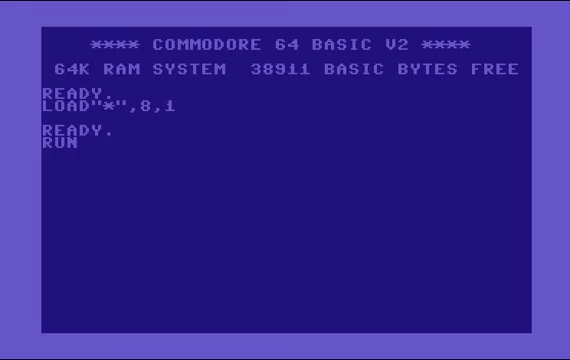 **** COMMODORE 64 BASIC V2 ****
64K RAM SYSTEM  38911 BASIC BYTES FREE
READY.
LOAD"*",8,1
READY.
RUN